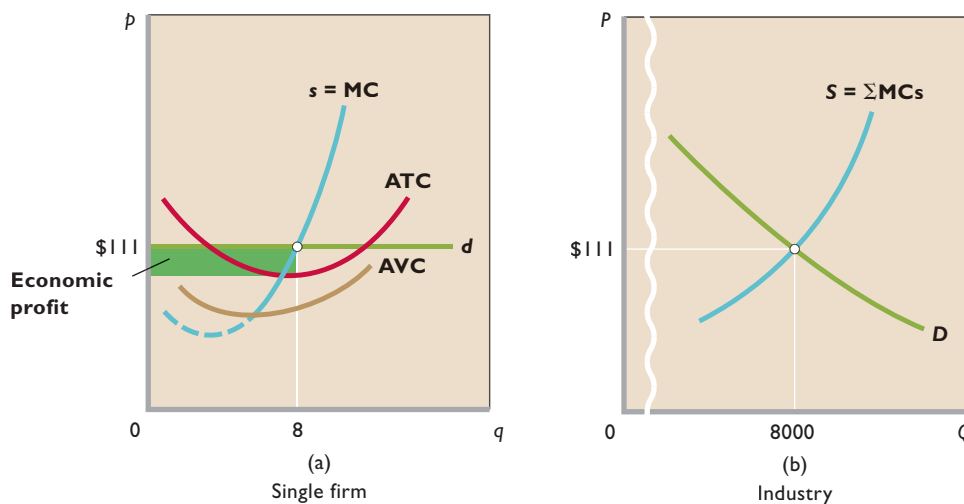 p
s = MC
ATC
$111
d
AVC
Economic
profit
0
8
q
(a)
Single firm
P
S = ΣMCs
$111
D
0
8000
Q
(b)
Industry